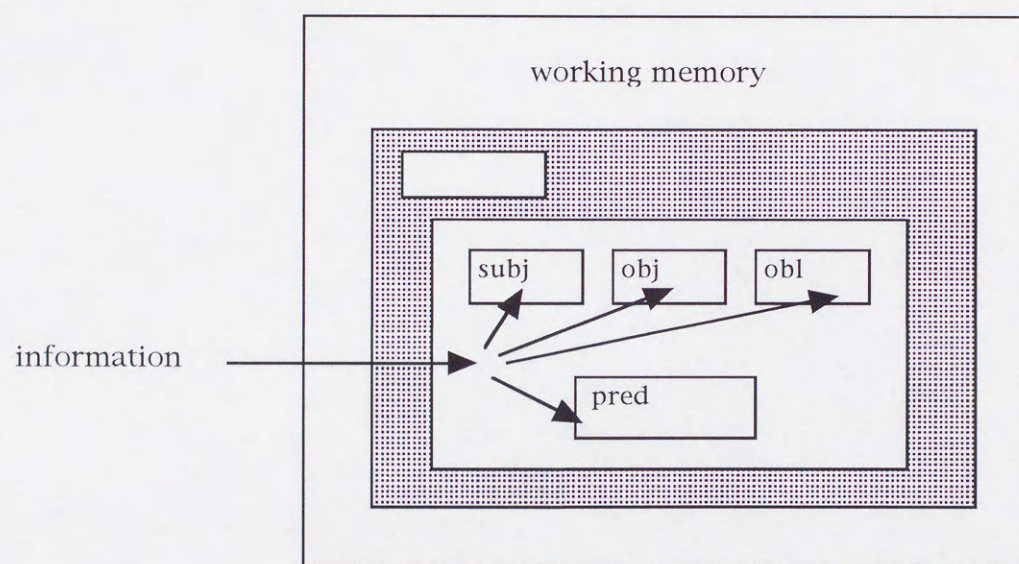 working memory
subj obj obl
information
pred